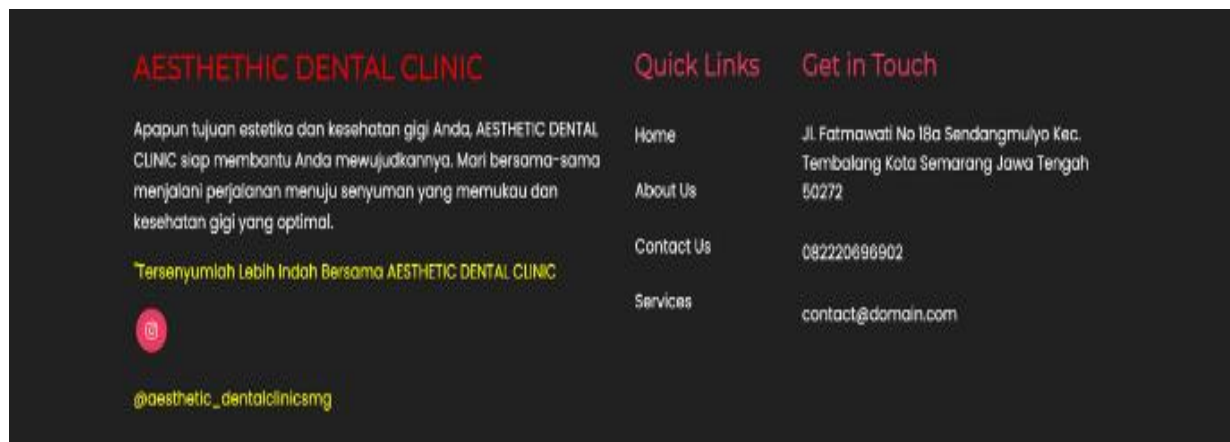 AESTHETHIC DENTAL CLINIC
Apapun tujuan estetika dan kesehatan gigi Anda, AESTHETIC DENTAL
CLINIC siap membantu Anda mewujudkannya. Mari bersama-sama
menjalani perjalanan menuju senyuman yang memukau dan
kesehatan gigi yang optimal.
"Tersenyumlah Lebih Indah Bersama AESTHETIC DENTAL CLINIC
@aesthetic_dentalclinicsmg
Quick Links
Home
About Us
Contact Us
Services
Get in Touch
Jl. Fatmawati No 18a Sendangmulyo Kec.
Tembalang Kota Semarang Jawa Tengah
50272
082220696902
contact@domain.com